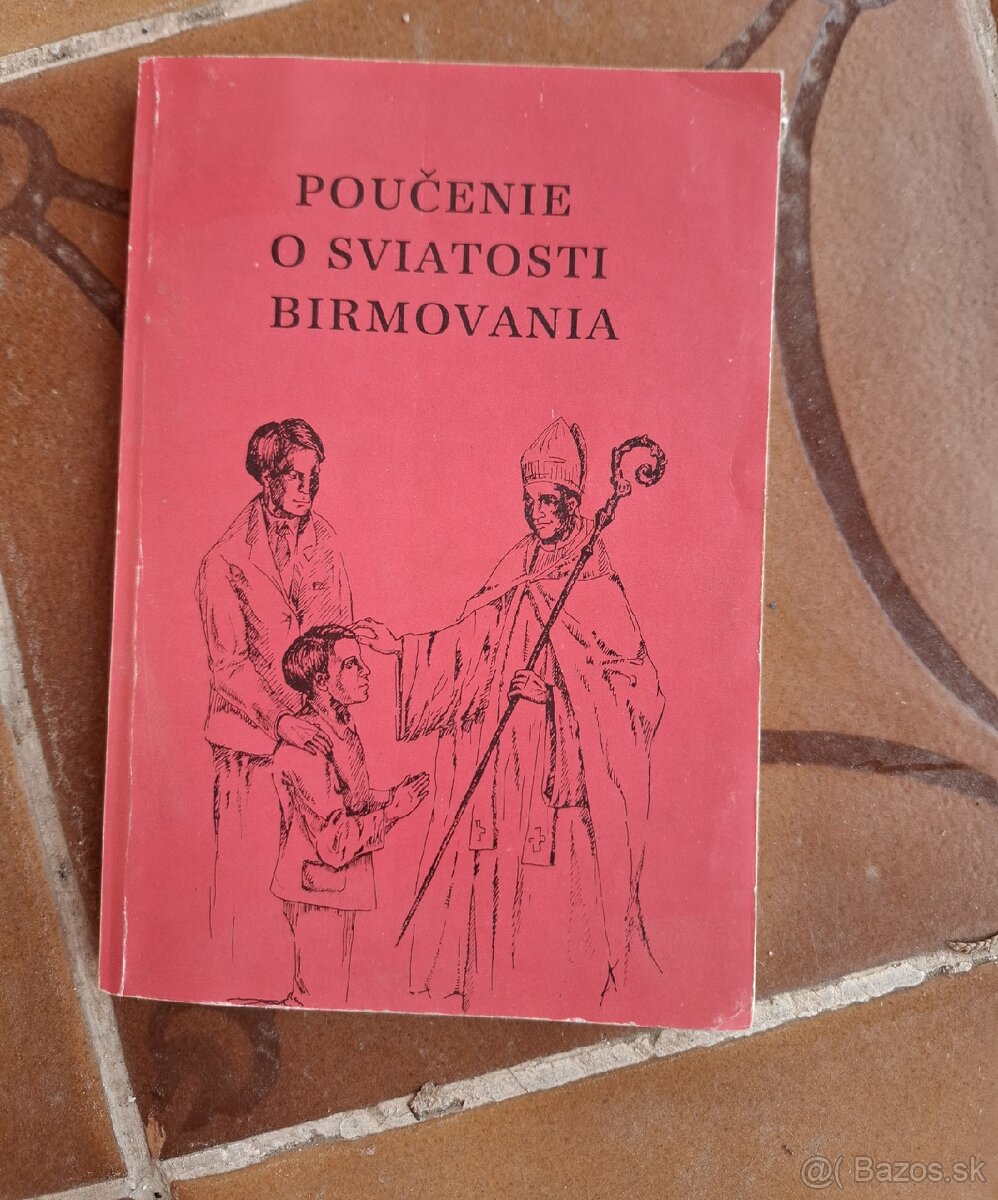 POUČENIE
O SVIATOSTI
BIRMOVANIA
@( Bazos.sk